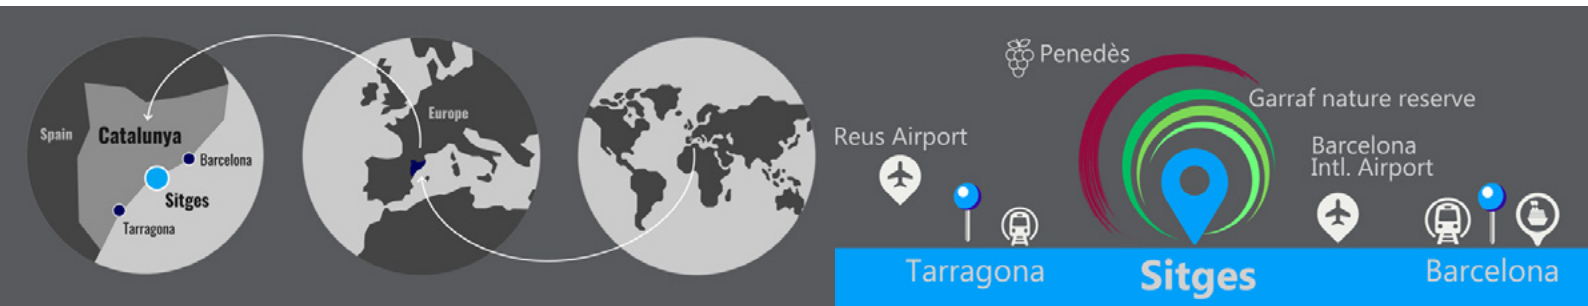 Spain
Catalunya
Barcelona
Sitges
Tarragona
Europe
Penedès
Garraf nature reserve
Reus Airport
Barcelona
Intl. Airport
Tarragona
Sitges
Barcelona